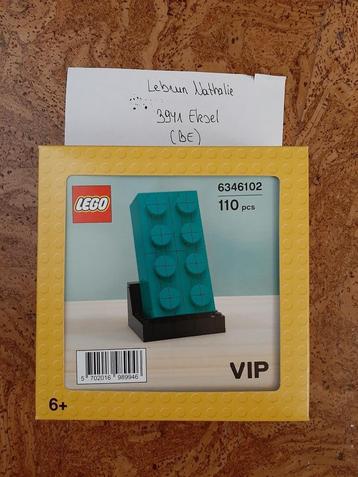 Lebrun Nathalie
3941 Eksel
(BE)
LEGO
6346102
110 pcs
5 702016 989946
VIP
6+